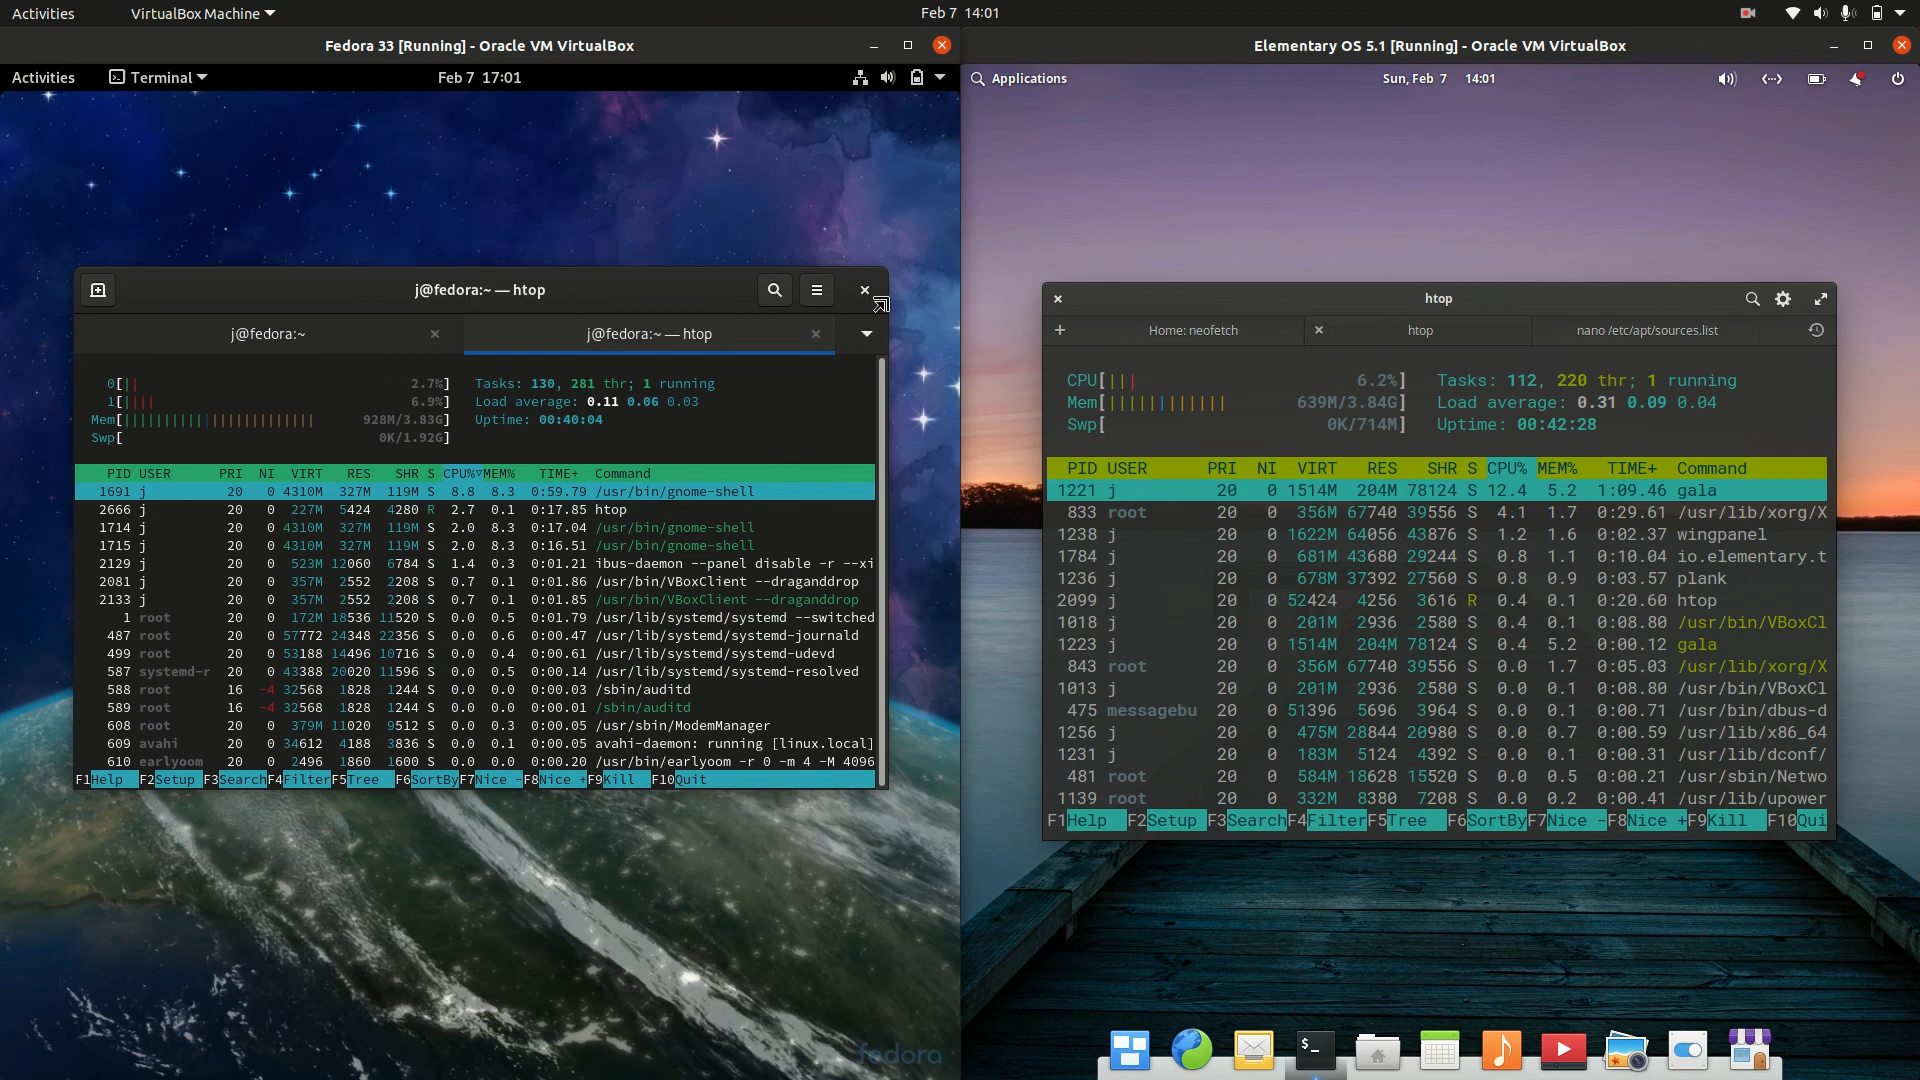 Activities VirtualBox Machine Feb 7 14:01
Fedora 33 [Running] - Oracle VM VirtualBox
Activities Terminal Feb 7 17:01
j@fedora:~ — htop
j@fedora:~ j@fedora:~ — htop
0[||| 2.7%] Tasks: 130, 281 thr; 1 running
1[|||| 6.9%] Load average: 0.11 0.06 0.03
Mem[|||||||||||||||||||||||| 928M/3.83G] Uptime: 00:40:04
Swp[ 0K/1.92G]
PID USER PRI NI VIRT RES SHR S CPU%▽MEM% TIME+ Command
1691 j 20 0 4310M 327M 119M S 8.8 8.3 0:59.79 /usr/bin/gnome-shell
2666 j 20 0 227M 5424 4280 R 2.7 0.1 0:17.85 htop
1714 j 20 0 4310M 327M 119M S 2.0 8.3 0:17.04 /usr/bin/gnome-shell
1715 j 20 0 4310M 327M 119M S 2.0 8.3 0:16.51 /usr/bin/gnome-shell
2129 j 20 0 523M 12060 6784 S 1.4 0.3 0:01.21 ibus-daemon --panel disable -r --xi
2081 j 20 0 357M 2552 2208 S 0.7 0.1 0:01.86 /usr/bin/VBoxClient --draganddrop
2133 j 20 0 357M 2552 2208 S 0.7 0.1 0:01.85 /usr/bin/VBoxClient --draganddrop
1 root 20 0 172M 18536 11520 S 0.0 0.5 0:01.79 /usr/lib/systemd/systemd --switched
487 root 20 0 57772 24348 22356 S 0.0 0.6 0:00.47 /usr/lib/systemd/systemd-journald
499 root 20 0 53188 14496 10716 S 0.0 0.4 0:00.61 /usr/lib/systemd/systemd-udevd
587 systemd-r 20 0 43388 20020 11596 S 0.0 0.5 0:00.14 /usr/lib/systemd/systemd-resolved
588 root 16 -4 32568 1828 1244 S 0.0 0.0 0:00.03 /sbin/auditd
589 root 16 -4 32568 1828 1244 S 0.0 0.0 0:00.01 /sbin/auditd
608 root 20 0 379M 11020 9512 S 0.0 0.3 0:00.05 /usr/sbin/ModemManager
609 avahi 20 0 34612 4188 3836 S 0.0 0.1 0:00.05 avahi-daemon: running [linux.local]
610 earlyoom 20 0 2496 1860 1600 S 0.0 0.0 0:00.20 /usr/bin/earlyoom -r 0 -m 4 -M 4096
F1Help F2Setup F3SearchF4FilterF5Tree F6SortByF7Nice -F8Nice +F9Kill F10Quit
fedora
Elementary OS 5.1 [Running] - Oracle VM VirtualBox
Applications Sun, Feb 7 14:01
htop
Home: neofetch htop nano /etc/apt/sources.list
CPU[||| 6.2%] Tasks: 112, 220 thr; 1 running
Mem[|||||||||||| 639M/3.84G] Load average: 0.31 0.09 0.04
Swp[ 0K/714M] Uptime: 00:42:28
PID USER PRI NI VIRT RES SHR S CPU% MEM% TIME+ Command
1221 j 20 0 1514M 204M 78124 S 12.4 5.2 1:09.46 gala
833 root 20 0 356M 67740 39556 S 4.1 1.7 0:29.61 /usr/lib/xorg/X
1238 j 20 0 1622M 64056 43876 S 1.2 1.6 0:02.37 wingpanel
1784 j 20 0 681M 43680 29244 S 0.8 1.1 0:10.04 io.elementary.t
1236 j 20 0 678M 37392 27560 S 0.8 0.9 0:03.57 plank
2099 j 20 0 52424 4256 3616 R 0.4 0.1 0:20.60 htop
1018 j 20 0 201M 2936 2580 S 0.4 0.1 0:08.80 /usr/bin/VBoxCl
1223 j 20 0 1514M 204M 78124 S 0.4 5.2 0:00.12 gala
843 root 20 0 356M 67740 39556 S 0.0 1.7 0:05.03 /usr/lib/xorg/X
1013 j 20 0 201M 2936 2580 S 0.0 0.1 0:08.80 /usr/bin/VBoxCl
475 messagebu 20 0 51396 5696 3964 S 0.0 0.1 0:00.71 /usr/bin/dbus-d
1256 j 20 0 475M 28844 20980 S 0.0 0.7 0:00.59 /usr/lib/x86_64
1231 j 20 0 183M 5124 4392 S 0.0 0.1 0:00.31 /usr/lib/dconf/
481 root 20 0 584M 18628 15520 S 0.0 0.5 0:00.21 /usr/sbin/Netwo
1139 root 20 0 332M 8380 7208 S 0.0 0.2 0:00.41 /usr/lib/upower
F1Help F2Setup F3SearchF4FilterF5Tree F6SortByF7Nice -F8Nice +F9Kill F10Qui